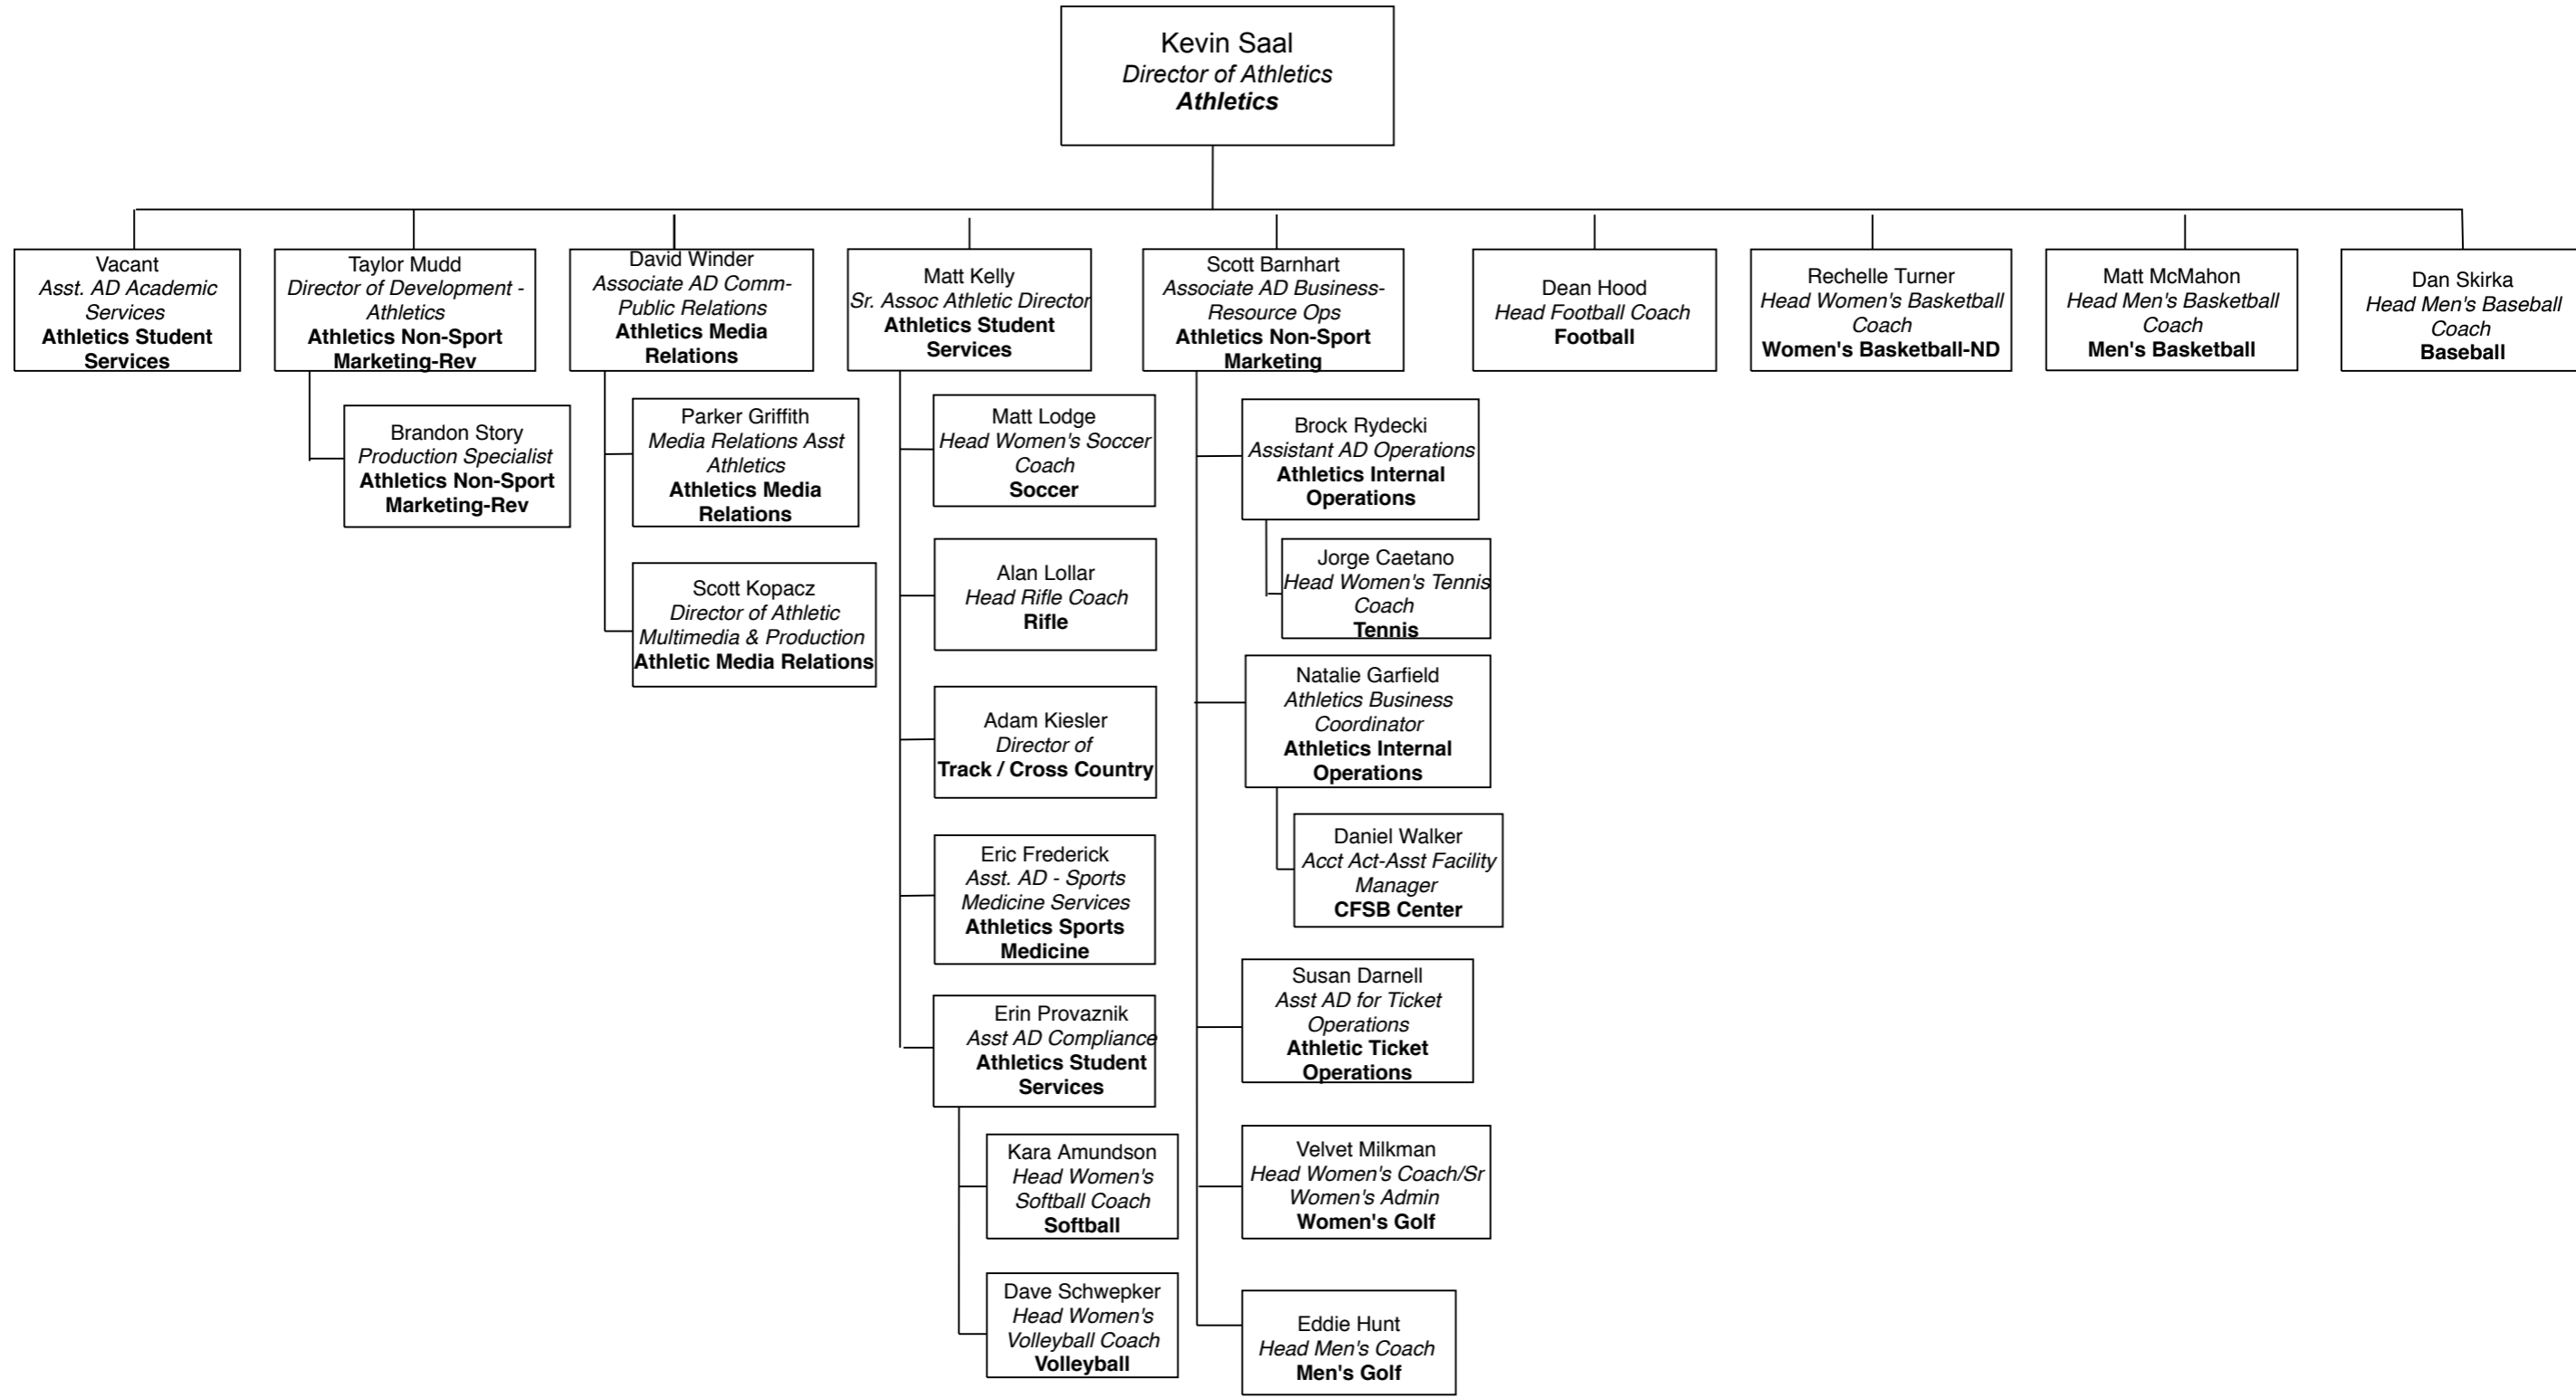 Kevin Saal
Director of Athletics
Athletics
Vacant
Asst. AD Academic
Services
Athletics Student
Services
Taylor Mudd
Director of Development -
Athletics
Athletics Non-Sport
Marketing-Rev
David Winder
Associate AD Comm-
Public Relations
Athletics Media
Relations
Matt Kelly
Sr. Assoc Athletic Director
Athletics Student
Services
Scott Barnhart
Associate AD Business-
Resource Ops
Athletics Non-Sport
Marketing
Dean Hood
Head Football Coach
Football
Rechelle Turner
Head Women's Basketball
Coach
Women's Basketball-ND
Matt McMahon
Head Men's Basketball
Coach
Men's Basketball
Dan Skirka
Head Men's Baseball
Coach
Baseball
Brandon Story
Production Specialist
Athletics Non-Sport
Marketing-Rev
Parker Griffith
Media Relations Asst
Athletics
Athletics Media
Relations
Scott Kopacz
Director of Athletic
Multimedia & Production
Athletic Media Relations
Matt Lodge
Head Women's Soccer
Coach
Soccer
Alan Lollar
Head Rifle Coach
Rifle
Adam Kiesler
Director of
Track / Cross Country
Eric Frederick
Asst. AD - Sports
Medicine Services
Athletics Sports
Medicine
Erin Provaznik
Asst AD Compliance
Athletics Student
Services
Kara Amundson
Head Women's
Softball Coach
Softball
Dave Schwepker
Head Women's
Volleyball Coach
Volleyball
Brock Rydecki
Assistant AD Operations
Athletics Internal
Operations
Jorge Caetano
Head Women's Tennis
Coach
Tennis
Natalie Garfield
Athletics Business
Coordinator
Athletics Internal
Operations
Daniel Walker
Acct Act-Asst Facility
Manager
CFSB Center
Susan Darnell
Asst AD for Ticket
Operations
Athletic Ticket
Operations
Velvet Milkman
Head Women's Coach/Sr
Women's Admin
Women's Golf
Eddie Hunt
Head Men's Coach
Men's Golf